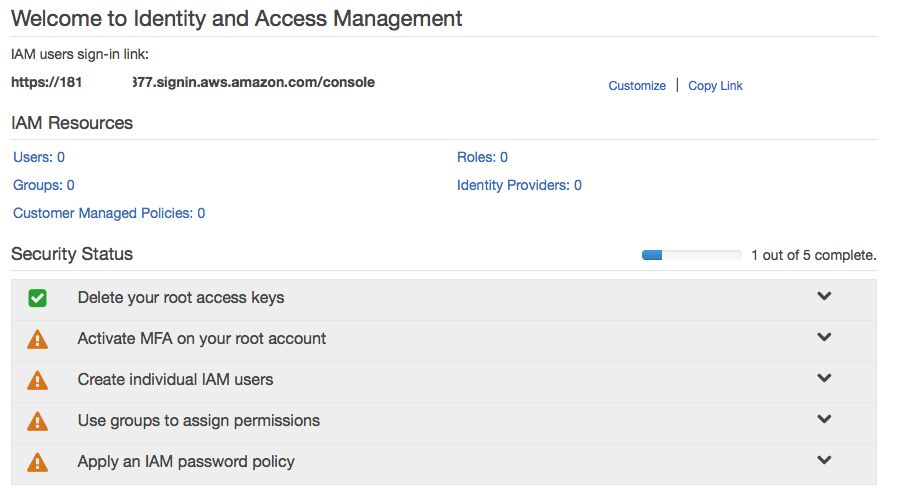 Welcome to Identity and Access Management
IAM users sign-in link:
https://181 377.signin.aws.amazon.com/console
Customize | Copy Link
IAM Resources
Users: 0 Roles: 0
Groups: 0 Identity Providers: 0
Customer Managed Policies: 0
Security Status 1 out of 5 complete.
Delete your root access keys
Activate MFA on your root account
Create individual IAM users
Use groups to assign permissions
Apply an IAM password policy